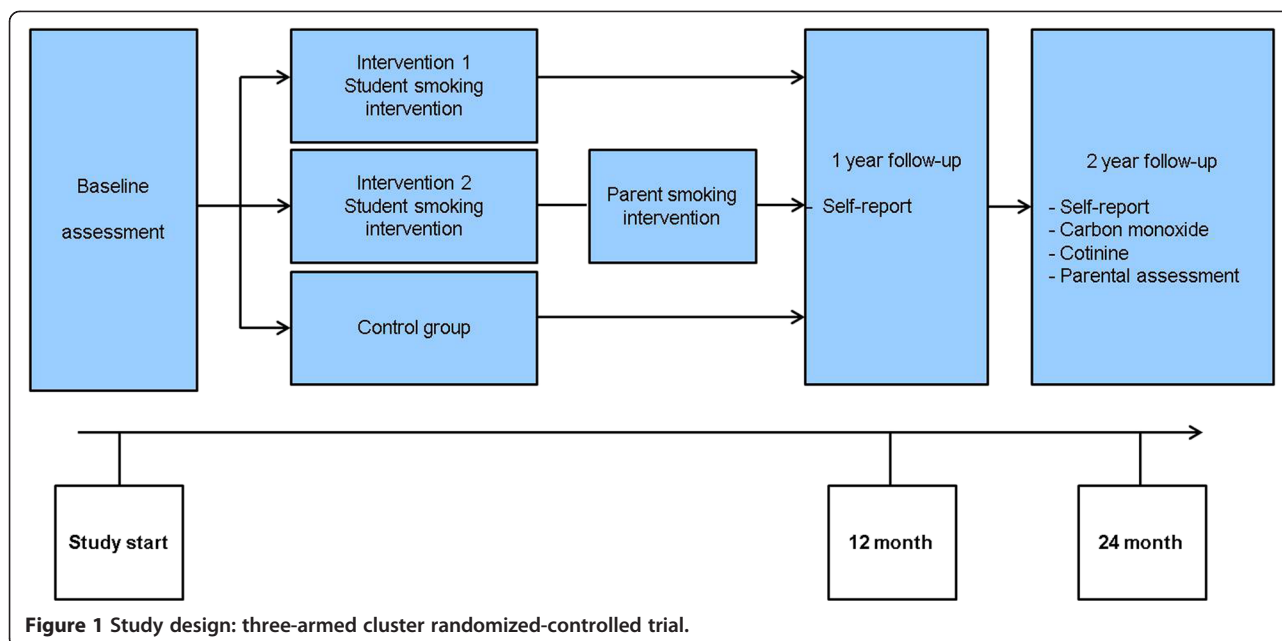 Baseline
assessment
Intervention 1
Student smoking
intervention
Intervention 2
Student smoking
intervention
Control group
Parent smoking
intervention
1 year follow-up
- Self-report
2 year follow-up
- Self-report
- Carbon monoxide
- Cotinine
- Parental assessment
Study start
12 month
24 month
Figure 1 Study design: three-armed cluster randomized-controlled trial.